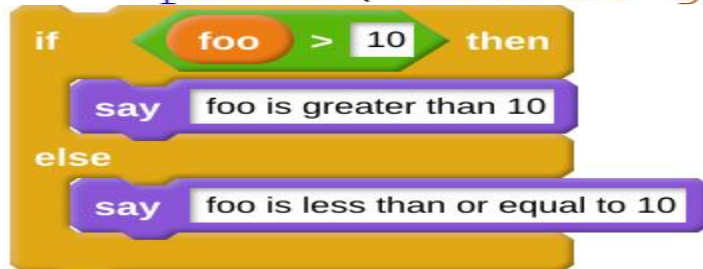 if foo > 10 then
say foo is greater than 10
else
say foo is less than or equal to 10